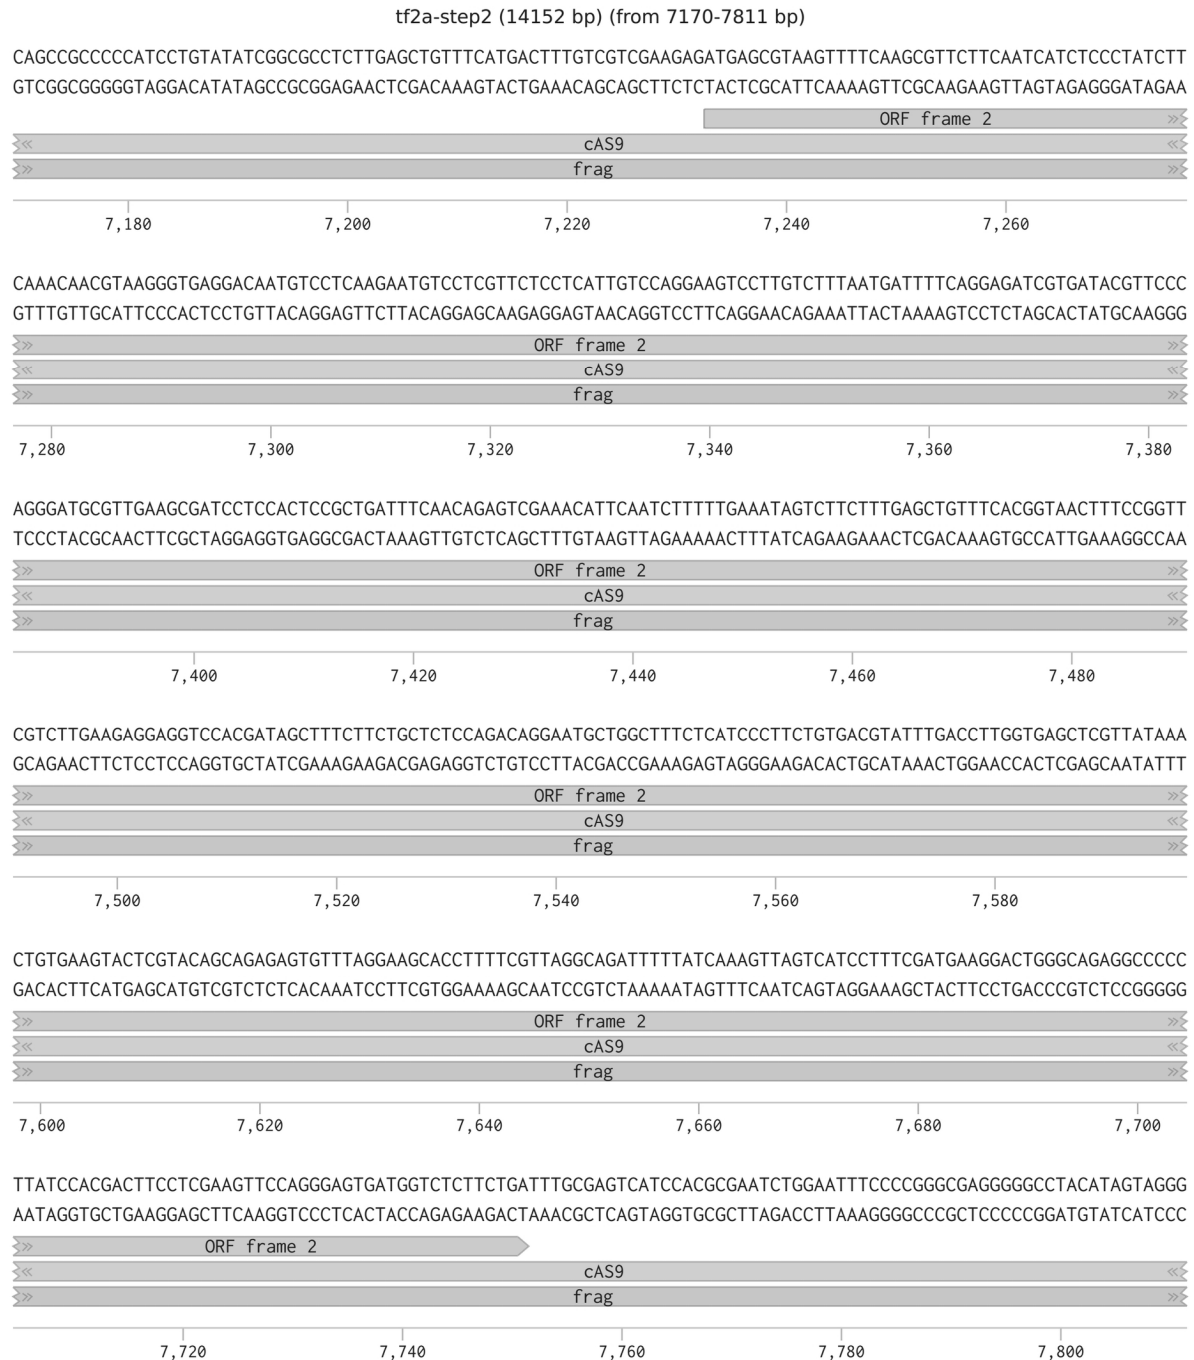 tf2a-step2 (14152 bp) (from 7170-7811 bp)
CAGCCGCCCCCATCCTGTATATCGGCGCCTCTTGAGCTGTTTCATGACTTTGTCGTCGAAGAGATGAGCGTAAGTTTTCAAGCGTTCTTCAATCATCTCCCTATCTT
GTCGGCGGGGGTAGGACATATAGCCGCGGAGAACTCGACAAAGTACTGAAACAGCAGCTTCTCTACTCGCATTCAAAAGTTCGCAAGAAGTTAGTAGAGGGATAGAA
ORF frame 2
cAS9
frag
7,180 7,200 7,220 7,240 7,260
CAAACAACGTAAGGGTGAGGACAATGTCCTCAAGAATGTCCTCGTTCTCCTCATTGTCCAGGAAGTCCTTGTCTTTAATGATTTTCAGGAGATCGTGATACGTTCCC
GTTTGTTGCATTCCCACTCCTGTTACAGGAGTTCTTACAGGAGCAAGAGGAGTAACAGGTCCTTCAGGAACAGAAATTACTAAAAGTCCTCTAGCACTATGCAAGGG
ORF frame 2
cAS9
frag
7,280 7,300 7,320 7,340 7,360 7,380
AGGGATGCGTTGAAGCGATCCTCCACTCCGCTGATTTCAACAGAGTCGAAACATTCAATCTTTTTGAAATAGTCTTCTTTGAGCTGTTTCACGGTAACTTTCCGGTT
TCCCTACGCAACTTCGCTAGGAGGTGAGGCGACTAAAGTTGTCTCAGCTTTGTAAGTTAGAAAAACTTTATCAGAAGAAACTCGACAAAGTGCCATTGAAAGGCCAA
ORF frame 2
cAS9
frag
7,400 7,420 7,440 7,460 7,480
CGTCTTGAAGAGGAGGTCCACGATAGCTTTCTTCTGCTCTCCAGACAGGAATGCTGGCTTTCTCATCCCTTCTGTGACGTATTTGACCTTGGTGAGCTCGTTATAAA
GCAGAACTTCTCCTCCAGGTGCTATCGAAAGAAGACGAGAGGTCTGTCCTTACGACCGAAAGAGTAGGGAAGACACTGCATAAACTGGAACCACTCGAGCAATATTT
ORF frame 2
cAS9
frag
7,500 7,520 7,540 7,560 7,580
CTGTGAAGTACTCGTACAGCAGAGAGTGTTTAGGAAGCACCTTTTCGTTAGGCAGATTTTTATCAAAGTTAGTCATCCTTTCGATGAAGGACTGGGCAGAGGCCCCC
GACACTTCATGAGCATGTCGTCTCTCACAAATCCTTCGTGGAAAAGCAATCCGTCTAAAAATAGTTTCAATCAGTAGGAAAGCTACTTCCTGACCCGTCTCCGGGGG
ORF frame 2
cAS9
frag
7,600 7,620 7,640 7,660 7,680 7,700
TTATCCACGACTTCCTCGAAGTTCCAGGGAGTGATGGTCTCTTCTGATTTGCGAGTCATCCACGCGAATCTGGAATTTCCCCGGGCGAGGGGGCCTACATAGTAGGG
AATAGGTGCTGAAGGAGCTTCAAGGTCCCTCACTACCAGAGAAGACTAAACGCTCAGTAGGTGCGCTTAGACCTTAAAGGGGCCCGCTCCCCCGGATGTATCATCCC
ORF frame 2
cAS9
frag
7,720 7,740 7,760 7,780 7,800